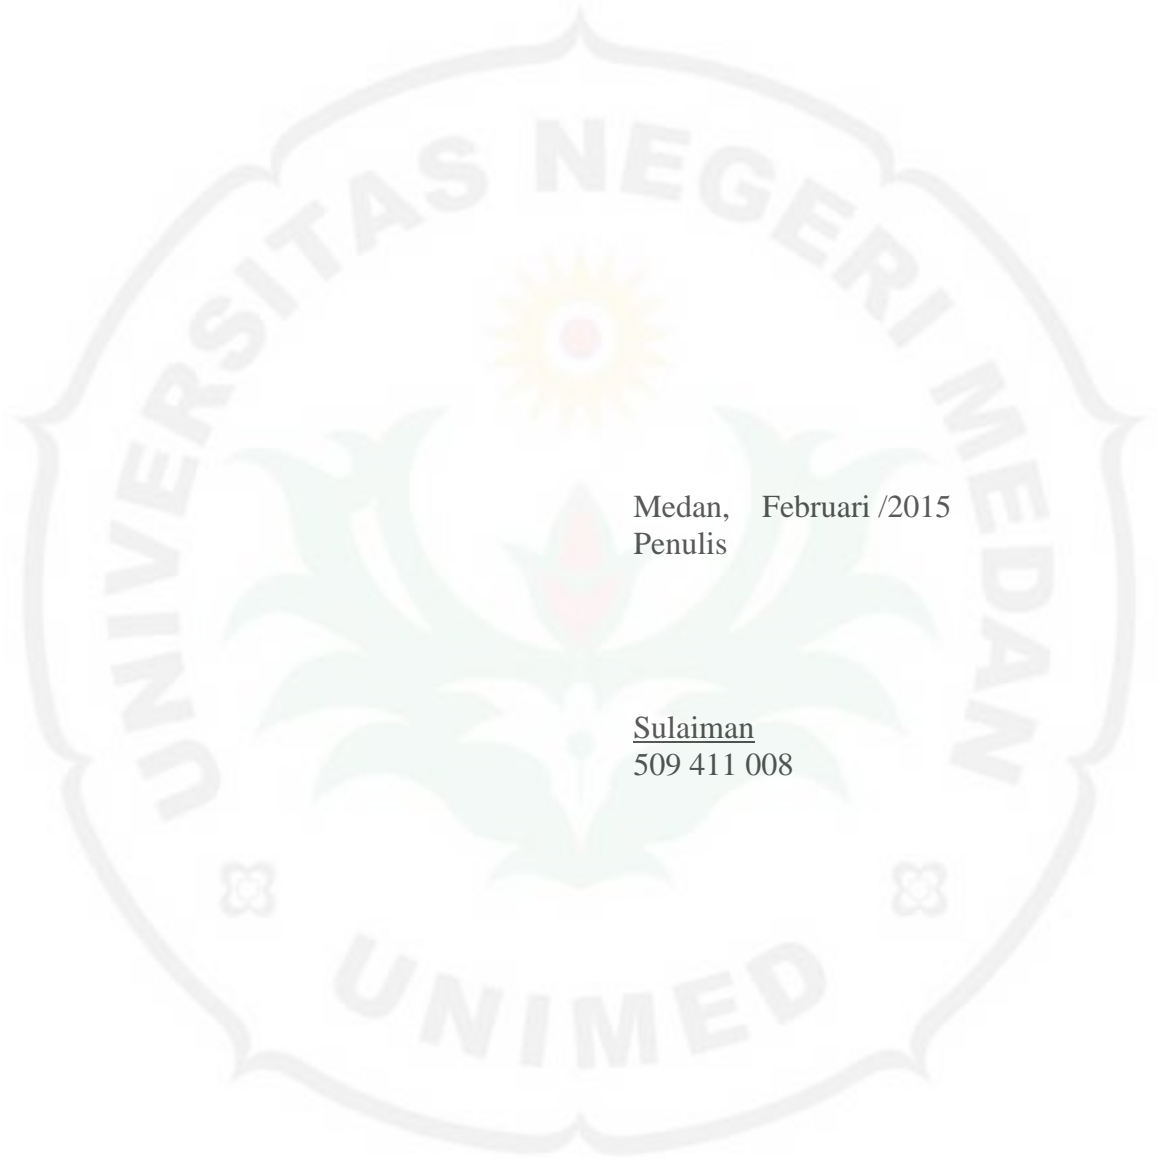 UNIVERSITAS NEGERI MEDAN
Medan,    Februari /2015
Penulis
Sulaiman
509 411 008
UNIMED